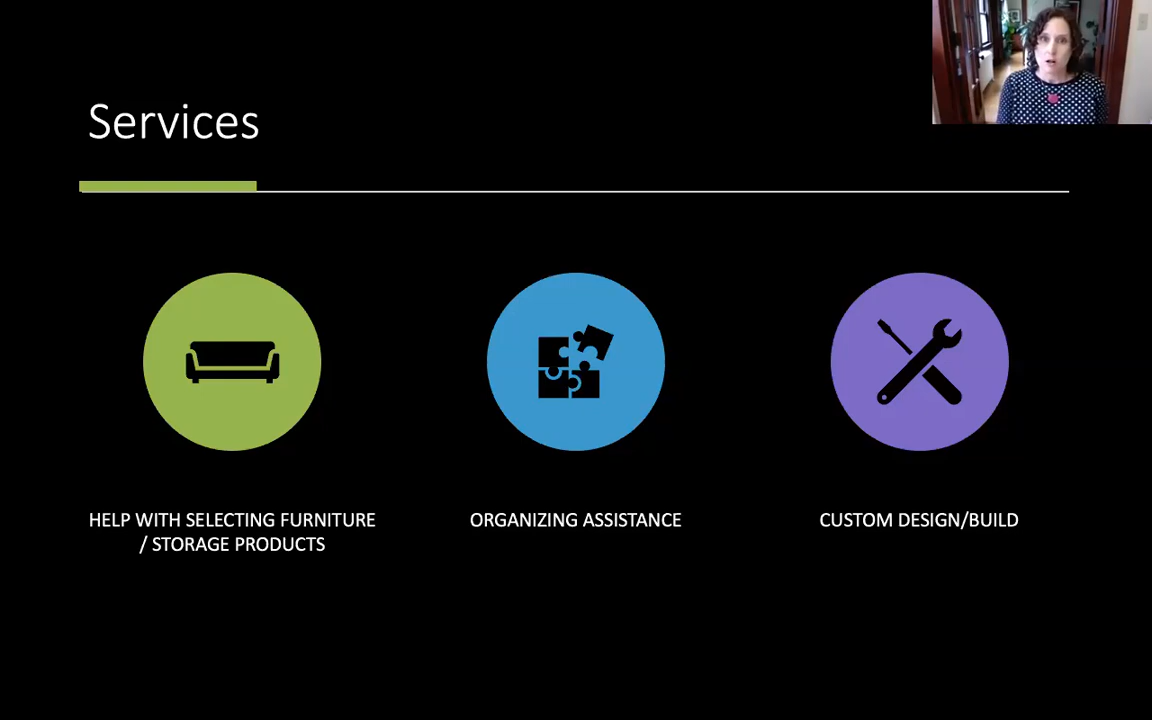 Services
HELP WITH SELECTING FURNITURE
/ STORAGE PRODUCTS
ORGANIZING ASSISTANCE
CUSTOM DESIGN/BUILD